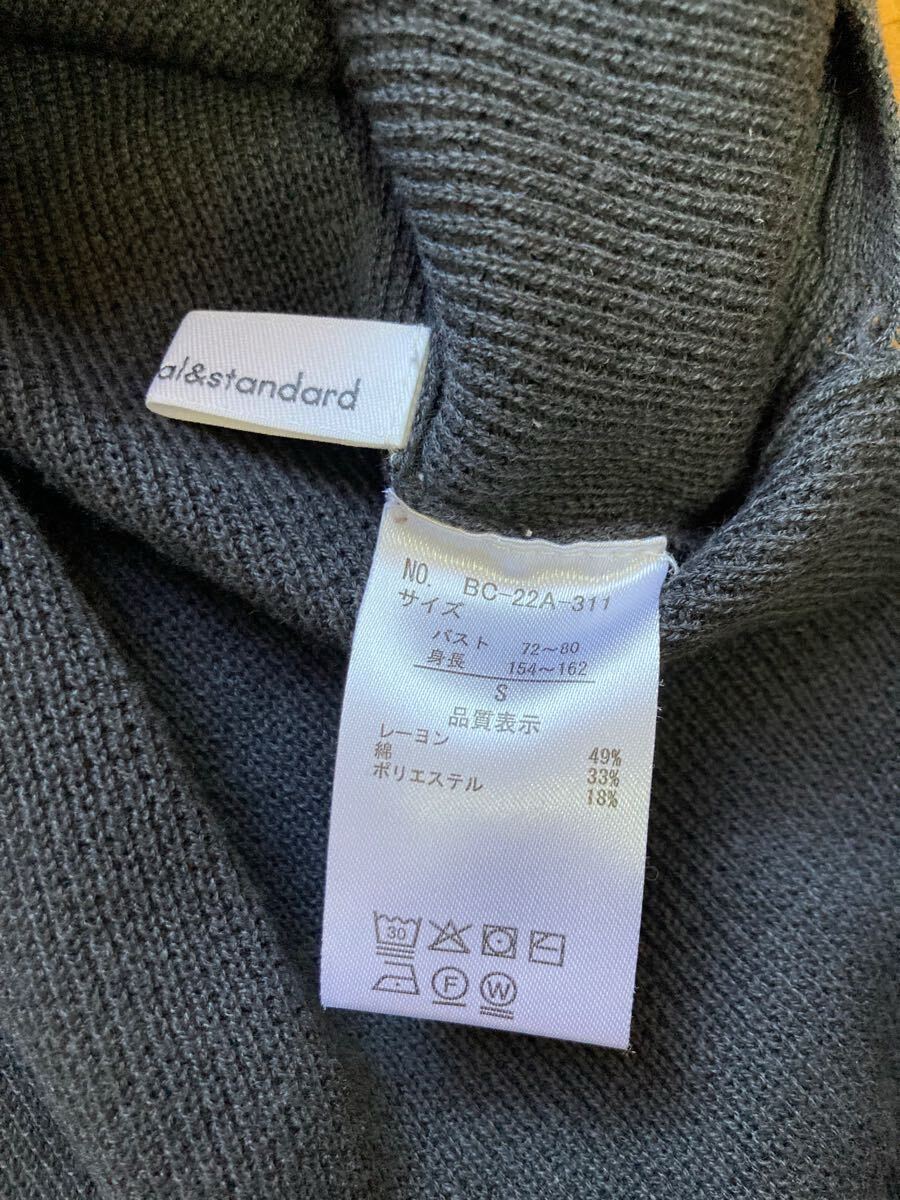 al&standard
NO. BC-22A-311
サイズ
バスト 72～80
身長 154～162
S
品質表示
レーヨン 49%
綿 33%
ポリエステル 18%
30
F W